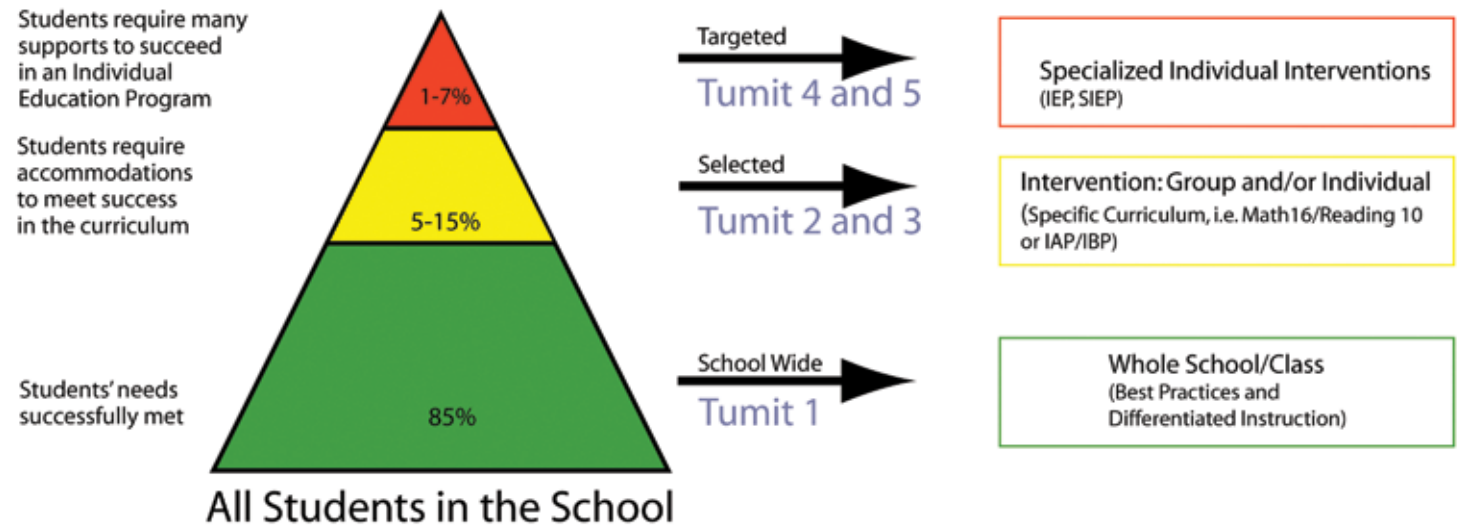 Students require many
supports to succeed
in an Individual
Education Program
1-7%
Targeted
Tumit 4 and 5
Specialized Individual Interventions
(IEP, SIEP)
Students require
accommodations
to meet success
in the curriculum
5-15%
Selected
Tumit 2 and 3
Intervention: Group and/or Individual
(Specific Curriculum, i.e. Math16/Reading 10
or IAP/IBP)
Students' needs
successfully met
85%
School Wide
Tumit 1
Whole School/Class
(Best Practices and
Differentiated Instruction)
All Students in the School